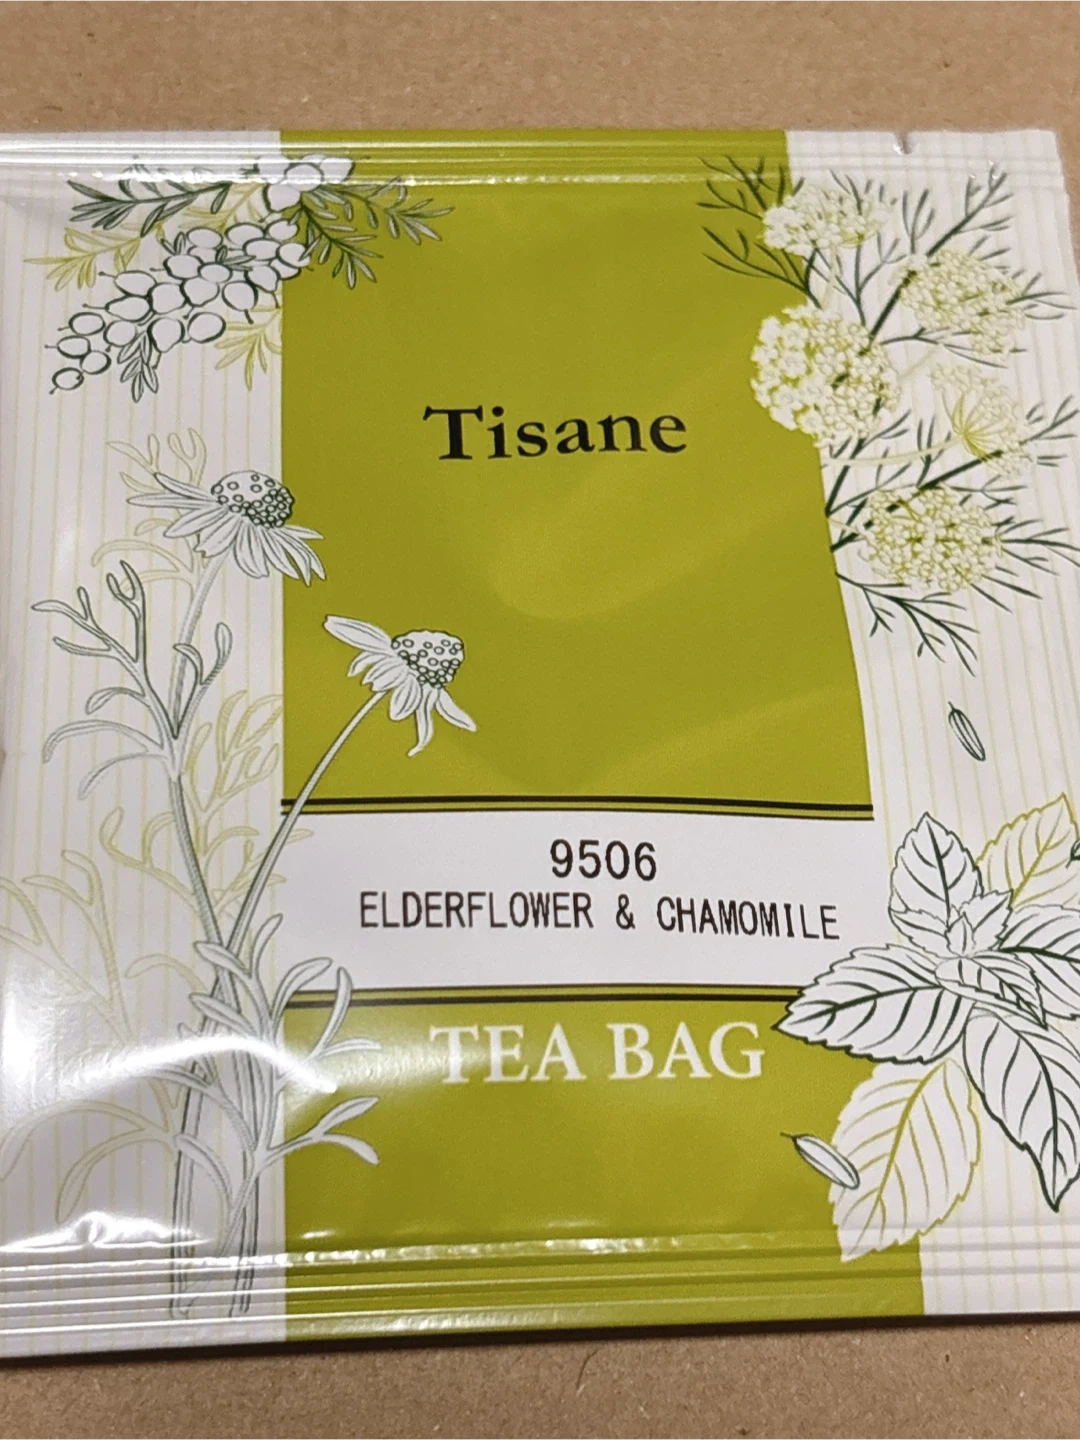 Tisane
9506
ELDERFLOWER & CHAMOMILE
TEA BAG